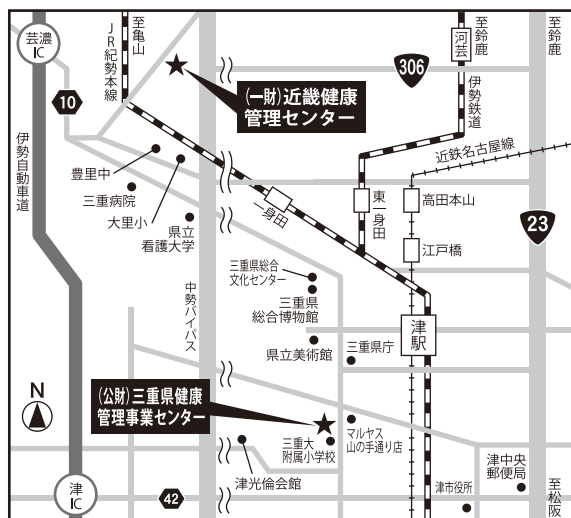 芸濃
IC
至亀山
JR紀勢本線
至鈴鹿
河芸
至鈴鹿
306
伊勢鉄道
10
(一財)近畿健康
管理センター
近鉄名古屋線
伊勢自動車道
豊里中
三重病院
大里小
県立
看護大学
一身田
東一身田
高田本山
23
江戸橋
中勢バイパス
三重県総合
文化センター
三重県
総合博物館
県立美術館
三重県庁
津駅
N
(公財)三重県健康
管理事業センター
三重大
附属小学校
マルヤス
山の手通り店
津光倫会館
津中央
郵便局
津市役所
至松阪
津
IC
42